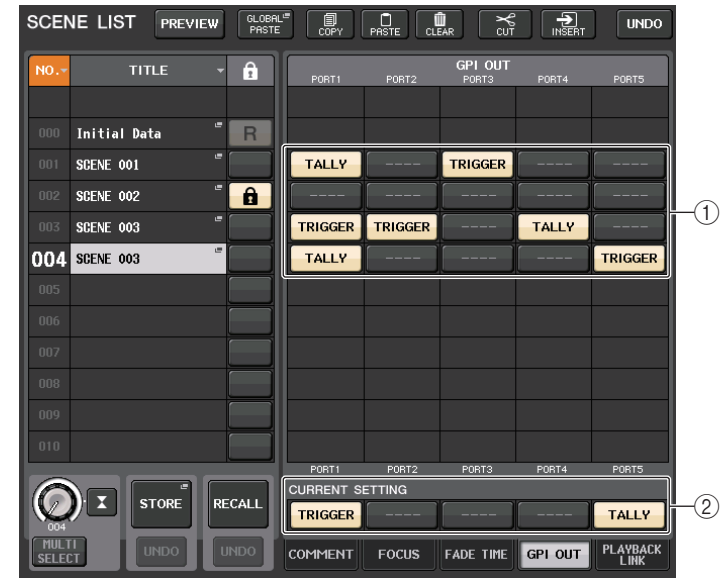 SCENE LIST PREVIEW GLOBAL PASTE COPY PASTE CLEAR CUT INSERT UNDO
GPI OUT
NO. TITLE PORT1 PORT2 PORT3 PORT4 PORT5
000 Initial Data R
001 SCENE 001 TALLY ---- TRIGGER ---- ----
002 SCENE 002 ---- ---- ---- ---- ----
003 SCENE 003 TRIGGER TRIGGER ---- TALLY ----
004 SCENE 003 TALLY ---- ---- ---- TRIGGER
005
006
007
008
009
010
①
PORT1 PORT2 PORT3 PORT4 PORT5
CURRENT SETTING
TRIGGER ---- ---- ---- TALLY
②
004 STORE RECALL
MULTI SELECT UNDO UNDO
COMMENT FOCUS FADE TIME GPI OUT PLAYBACK LINK